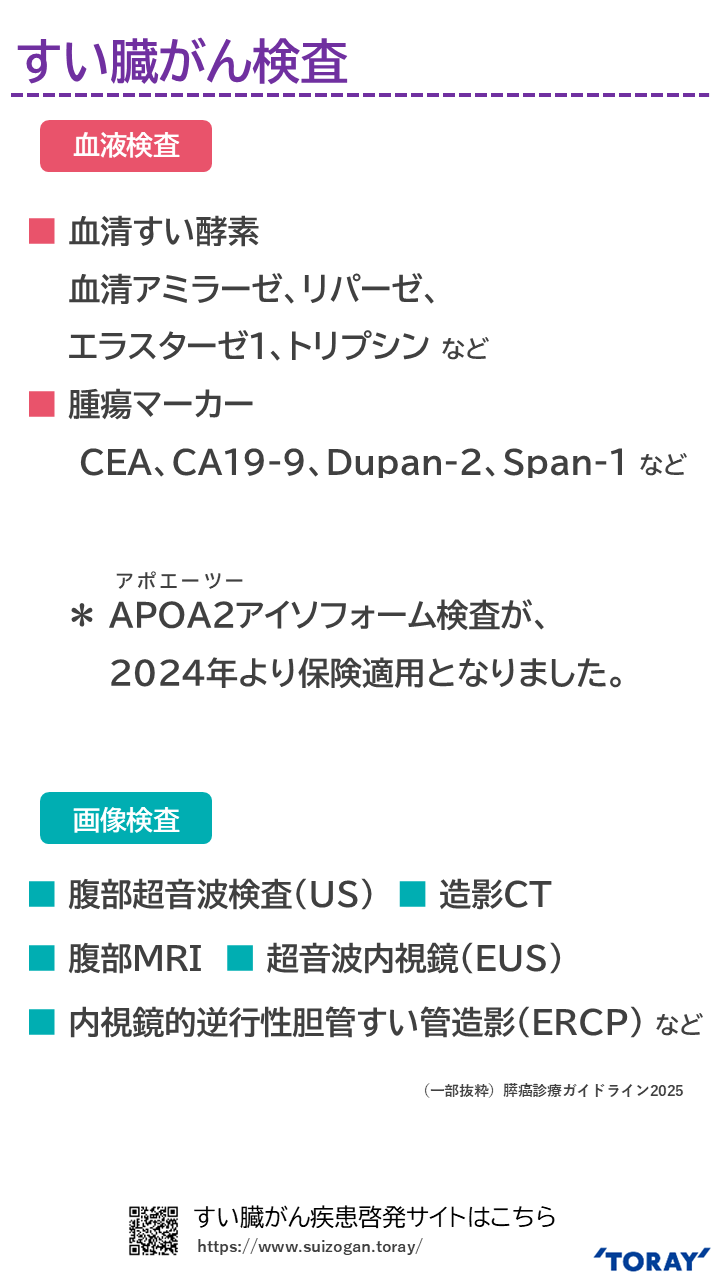 すい臓がん検査
血液検査
■ 血清すい酵素
血清アミラーゼ、リパーゼ、
エラスターゼ1、トリプシン など
■ 腫瘍マーカー
CEA、CA19-9、Dupan-2、Span-1 など
アポエーツー
＊ APOA2アイソフォーム検査が、
2024年より保険適用となりました。
画像検査
■ 腹部超音波検査（US） ■ 造影CT
■ 腹部MRI ■ 超音波内視鏡（EUS）
■ 内視鏡的逆行性胆管すい管造影（ERCP） など
（一部抜粋）膵癌診療ガイドライン2025
すい臓がん疾患啓発サイトはこちら
https://www.suizogan.toray/
'TORAY'